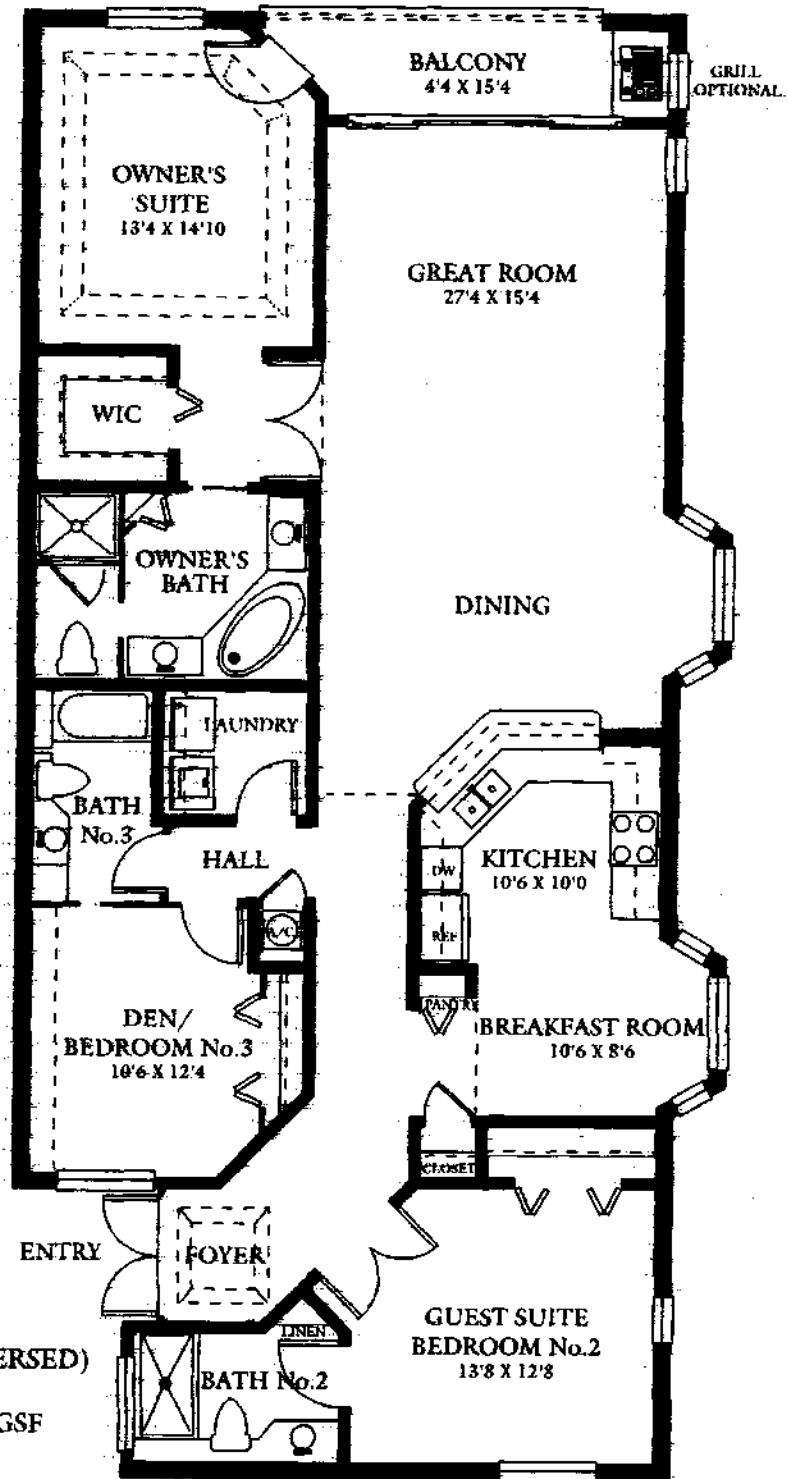 BALCONY
4'4 X 15'4
GRILL
OPTIONAL
OWNER'S
SUITE
13'4 X 14'10
GREAT ROOM
27'4 X 15'4
WIC
OWNER'S
BATH
DINING
LAUNDRY
BATH
No.3
HALL
KITCHEN
10'6 X 10'0
DW
REF
A/C
PANTRY
DEN/
BEDROOM No.3
10'6 X 12'4
BREAKFAST ROOM
10'6 X 8'6
CLOSET
ENTRY
FOYER
GUEST SUITE
BEDROOM No.2
13'8 X 12'8
LINEN
BATH No.2
ERSED)
GSF